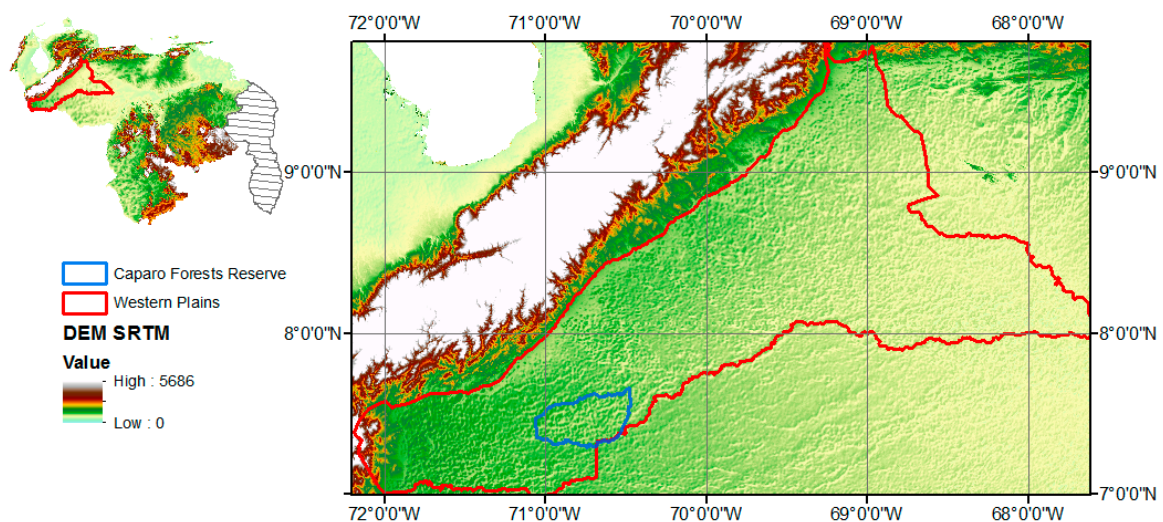 72°0'0"W 71°0'0"W 70°0'0"W 69°0'0"W 68°0'0"W
9°0'0"N 9°0'0"N
Caparo Forests Reserve
Western Plains
DEM SRTM
8°0'0"N 8°0'0"N
Value
High : 5686
Low : 0
7°0'0"N
72°0'0"W 71°0'0"W 70°0'0"W 69°0'0"W 68°0'0"W